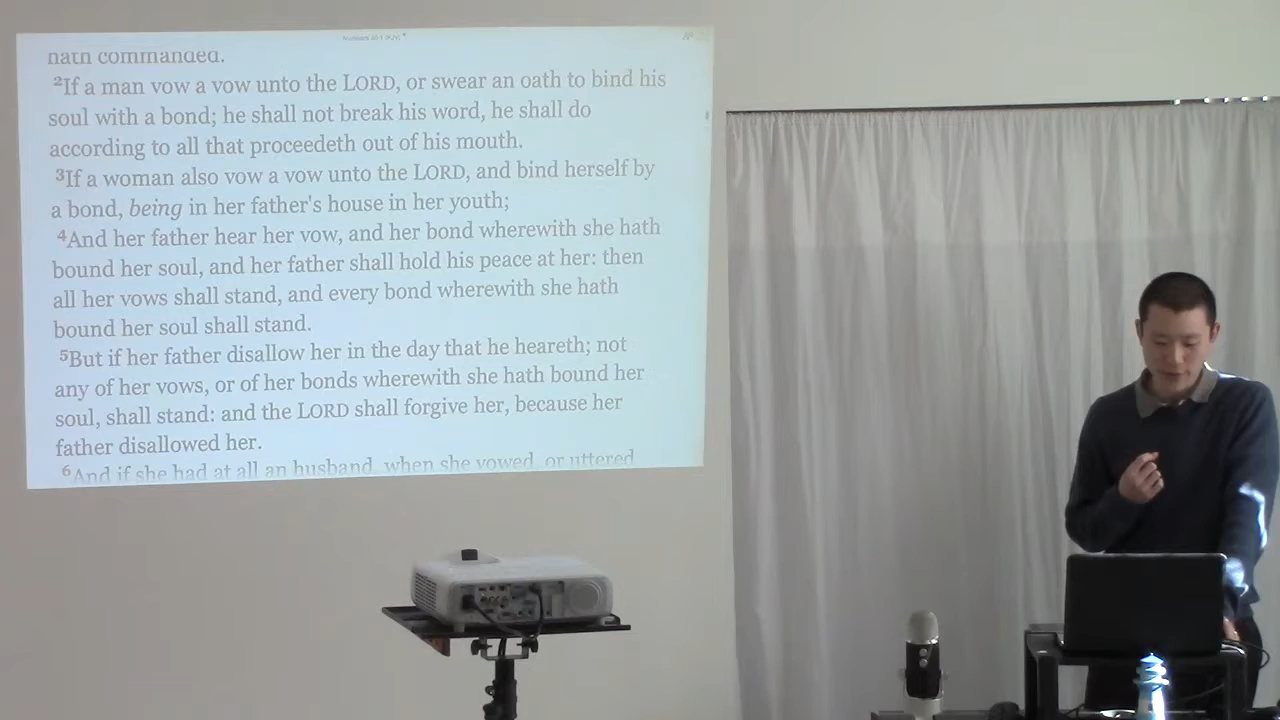 hath commanded.
2If a man vow a vow unto the LORD, or swear an oath to bind his
soul with a bond; he shall not break his word, he shall do
according to all that proceedeth out of his mouth.
3If a woman also vow a vow unto the LORD, and bind herself by
a bond, being in her father's house in her youth;
4And her father hear her vow, and her bond wherewith she hath
bound her soul, and her father shall hold his peace at her: then
all her vows shall stand, and every bond wherewith she hath
bound her soul shall stand.
5But if her father disallow her in the day that he heareth; not
any of her vows, or of her bonds wherewith she hath bound her
soul, shall stand: and the LORD shall forgive her, because her
father disallowed her.
6And if she had at all an husband, when she vowed, or uttered